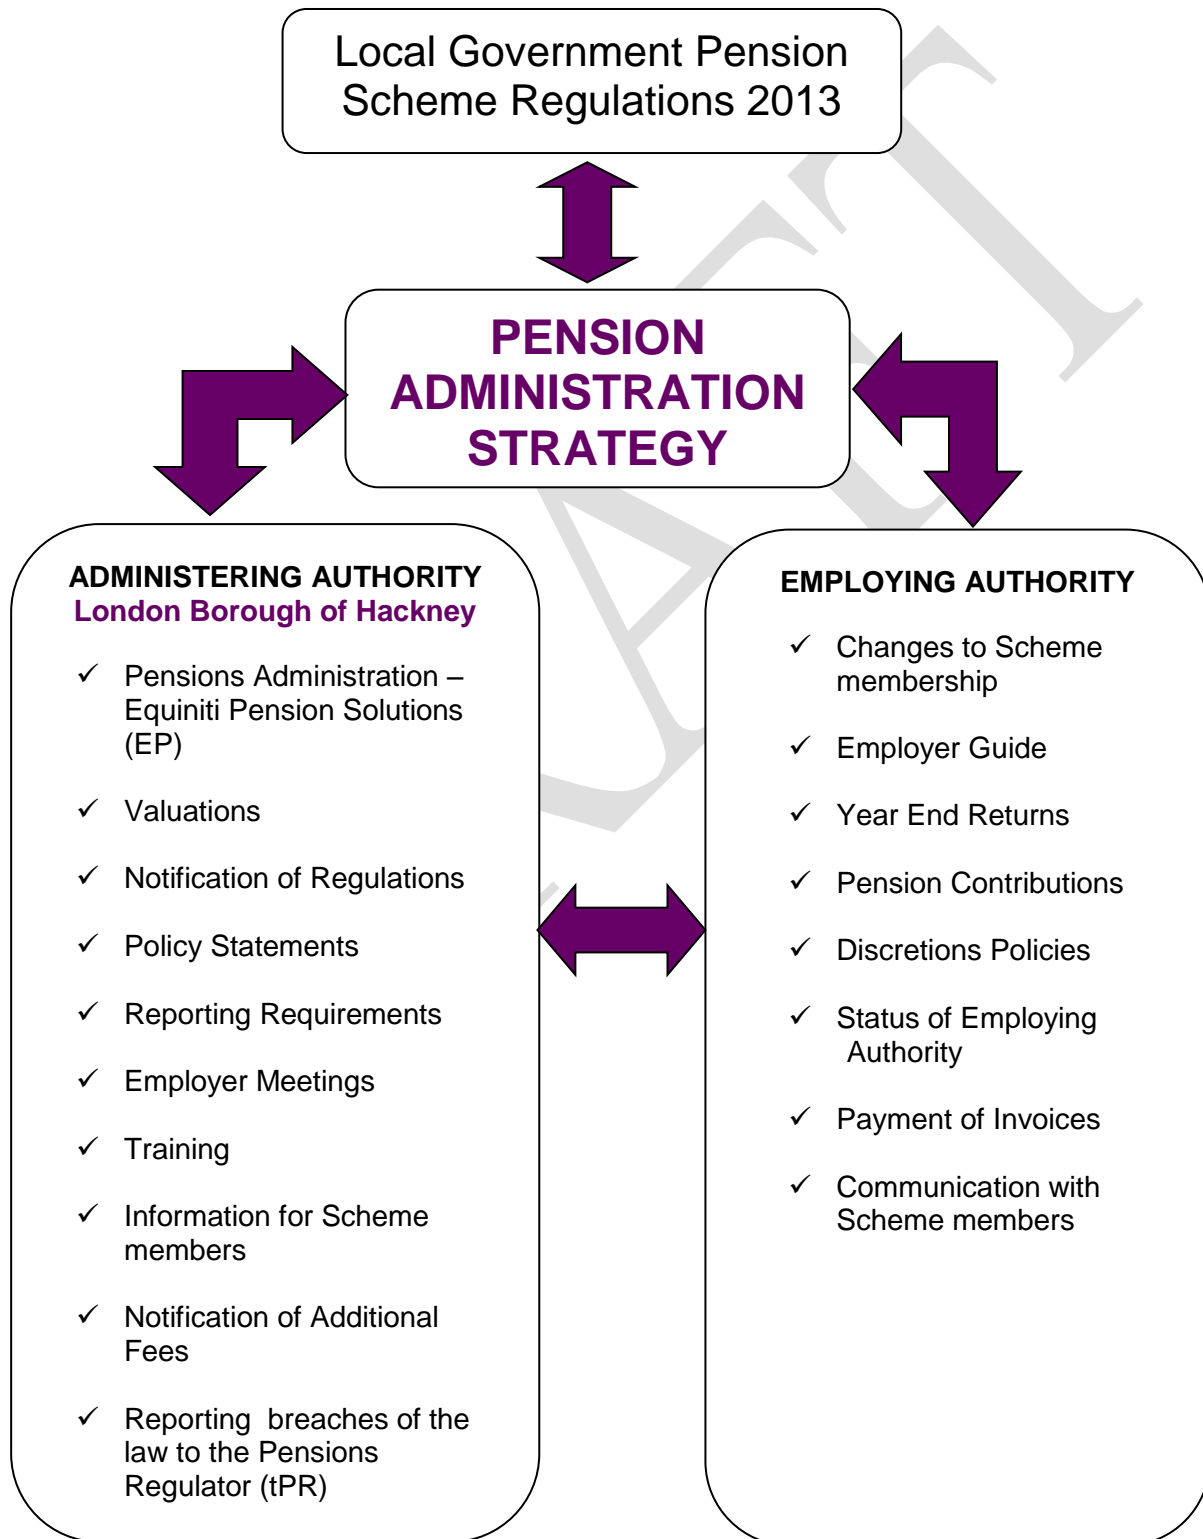 Local Government Pension
Scheme Regulations 2013
PENSION
ADMINISTRATION
STRATEGY
ADMINISTERING AUTHORITY
London Borough of Hackney
✓ Pensions Administration –
Equiniti Pension Solutions
(EP)
✓ Valuations
✓ Notification of Regulations
✓ Policy Statements
✓ Reporting Requirements
✓ Employer Meetings
✓ Training
✓ Information for Scheme
members
✓ Notification of Additional
Fees
✓ Reporting  breaches of the
law to the Pensions
Regulator (tPR)
EMPLOYING AUTHORITY
✓ Changes to Scheme
membership
✓ Employer Guide
✓ Year End Returns
✓ Pension Contributions
✓ Discretions Policies
✓ Status of Employing
Authority
✓ Payment of Invoices
✓ Communication with
Scheme members